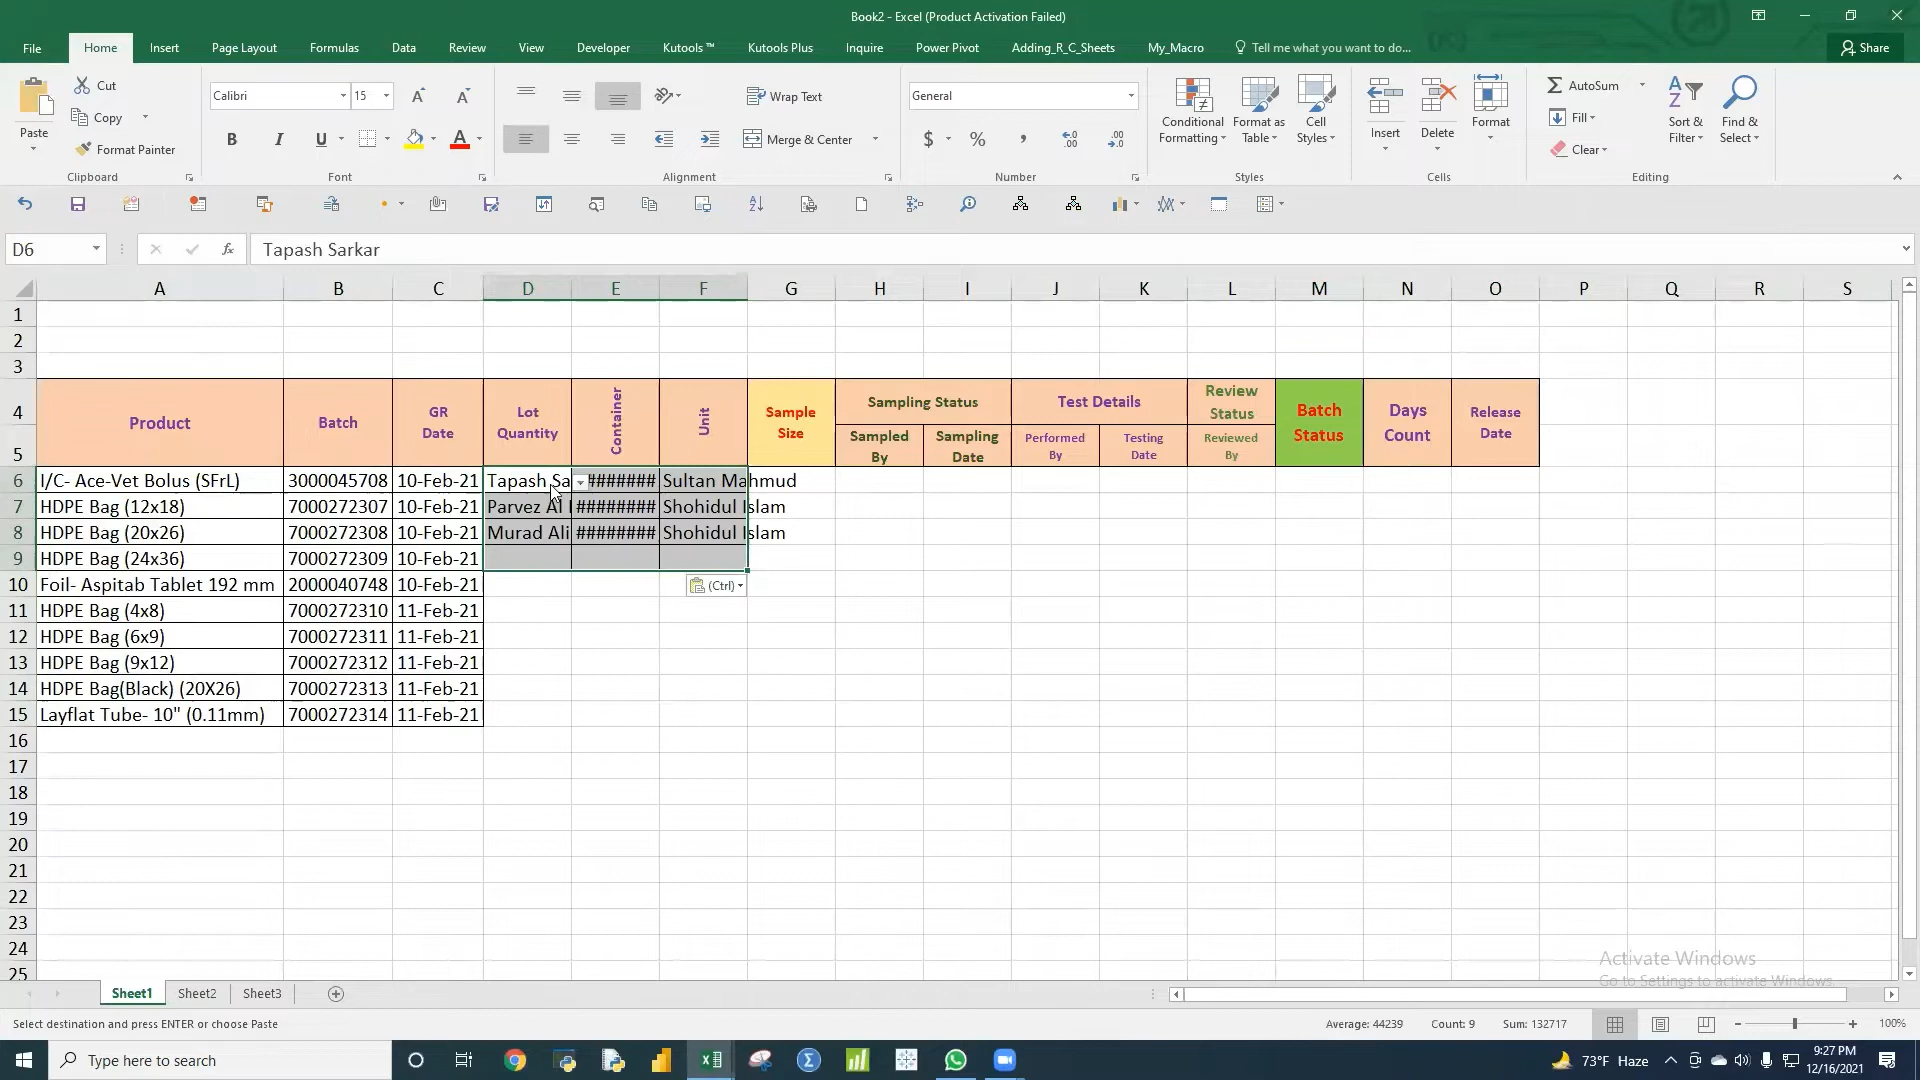 Book2 - Excel (Product Activation Failed)
File Home Insert Page Layout Formulas Data Review View Developer Kutools ™ Kutools Plus Inquire Power Pivot Adding_R_C_Sheets My_Macro Tell me what you want to do... Share
Paste
Cut
Copy
Format Painter
Clipboard
Calibri 15
B I U A
Font
Wrap Text
Merge & Center
Alignment
General
$ % ,
Number
Conditional Formatting
Format as Table
Cell Styles
Styles
Insert
Delete
Format
Cells
AutoSum
Fill
Clear
Sort & Filter
Find & Select
Editing
D6 fx Tapash Sarkar
A B C D E F G H I J K L M N O P Q R S
1
2
3
4
5
Product
Batch
GR
Date
Lot
Quantity
Container
Unit
Sample
Size
Sampling Status
Sampled
By
Sampling
Date
Test Details
Performed
By
Testing
Date
Review
Status
Reviewed
By
Batch
Status
Days
Count
Release
Date
6 I/C- Ace-Vet Bolus (SFrL) 3000045708 10-Feb-21 Tapash Sa ####### Sultan Mahmud
7 HDPE Bag (12x18) 7000272307 10-Feb-21 Parvez Al ######## Shohidul Islam
8 HDPE Bag (20x26) 7000272308 10-Feb-21 Murad Ali ######## Shohidul Islam
9 HDPE Bag (24x36) 7000272309 10-Feb-21
10 Foil- Aspitab Tablet 192 mm 2000040748 10-Feb-21
(Ctrl)
11 HDPE Bag (4x8) 7000272310 11-Feb-21
12 HDPE Bag (6x9) 7000272311 11-Feb-21
13 HDPE Bag (9x12) 7000272312 11-Feb-21
14 HDPE Bag(Black) (20X26) 7000272313 11-Feb-21
15 Layflat Tube- 10" (0.11mm) 7000272314 11-Feb-21
16
17
18
19
20
21
22
23
24
25
Activate Windows
Go to Settings to activate Windows.
Sheet1 Sheet2 Sheet3
Select destination and press ENTER or choose Paste Average: 44239 Count: 9 Sum: 132717 100%
Type here to search
73°F Haze
9:27 PM
12/16/2021